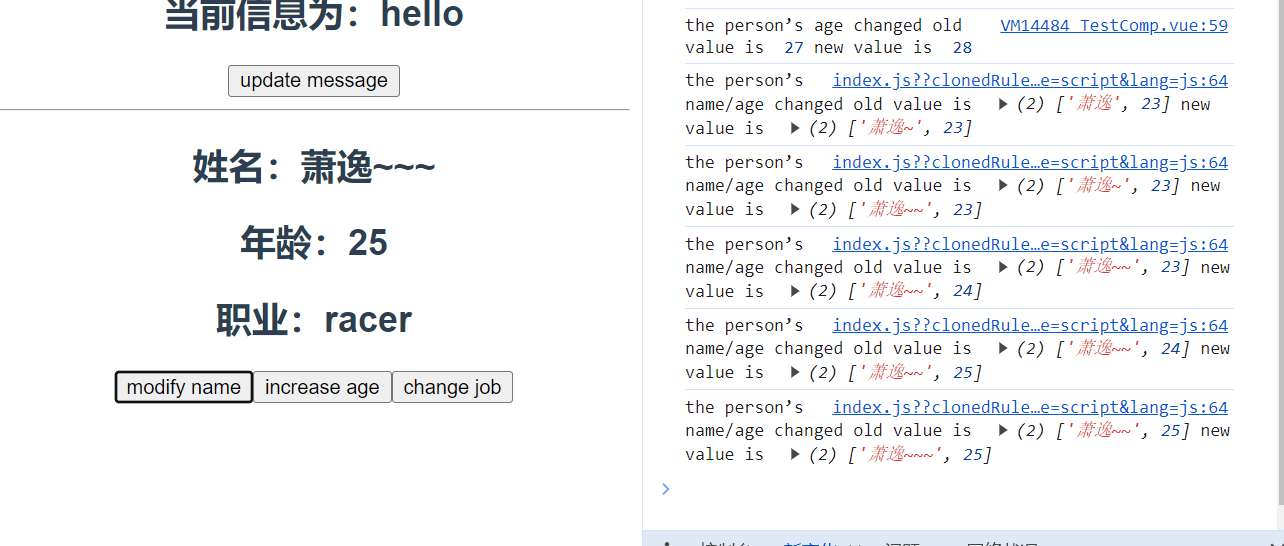 当前信息为：hello
update message
姓名：萧逸~~~
年龄：25
职业：racer
modify name increase age change job
the person’s age changed old VM14484 TestComp.vue:59
value is 27 new value is 28
the person’s index.js??clonedRule…e=script&lang=js:64
name/age changed old value is ▶ (2) ['萧逸', 23] new
value is ▶ (2) ['萧逸~', 23]
the person’s index.js??clonedRule…e=script&lang=js:64
name/age changed old value is ▶ (2) ['萧逸~', 23] new
value is ▶ (2) ['萧逸~~', 23]
the person’s index.js??clonedRule…e=script&lang=js:64
name/age changed old value is ▶ (2) ['萧逸~~', 23] new
value is ▶ (2) ['萧逸~~', 24]
the person’s index.js??clonedRule…e=script&lang=js:64
name/age changed old value is ▶ (2) ['萧逸~~', 24] new
value is ▶ (2) ['萧逸~~', 25]
the person’s index.js??clonedRule…e=script&lang=js:64
name/age changed old value is ▶ (2) ['萧逸~~', 25] new
value is ▶ (2) ['萧逸~~~', 25]